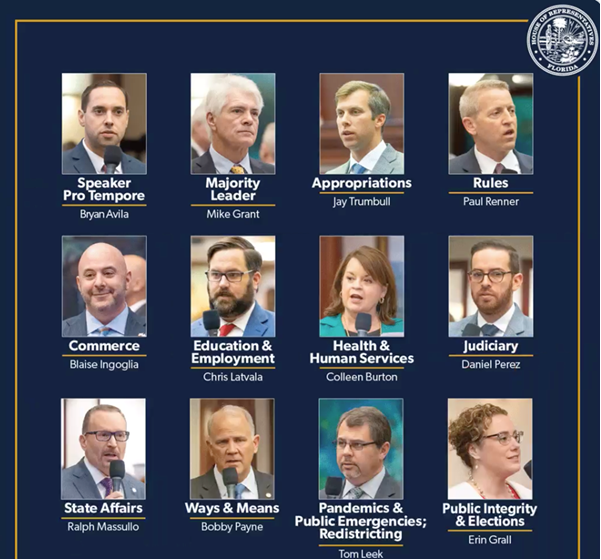 HOUSE OF REPRESENTATIVES
FLORIDA
Speaker
Pro Tempore
Bryan Avila
Majority
Leader
Mike Grant
Appropriations
Jay Trumbull
Rules
Paul Renner
Commerce
Blaise Ingoglia
Education &
Employment
Chris Latvala
Health &
Human Services
Colleen Burton
Judiciary
Daniel Perez
State Affairs
Ralph Massullo
Ways & Means
Bobby Payne
Pandemics &
Public Emergencies;
Redistricting
Tom Leek
Public Integrity
& Elections
Erin Grall